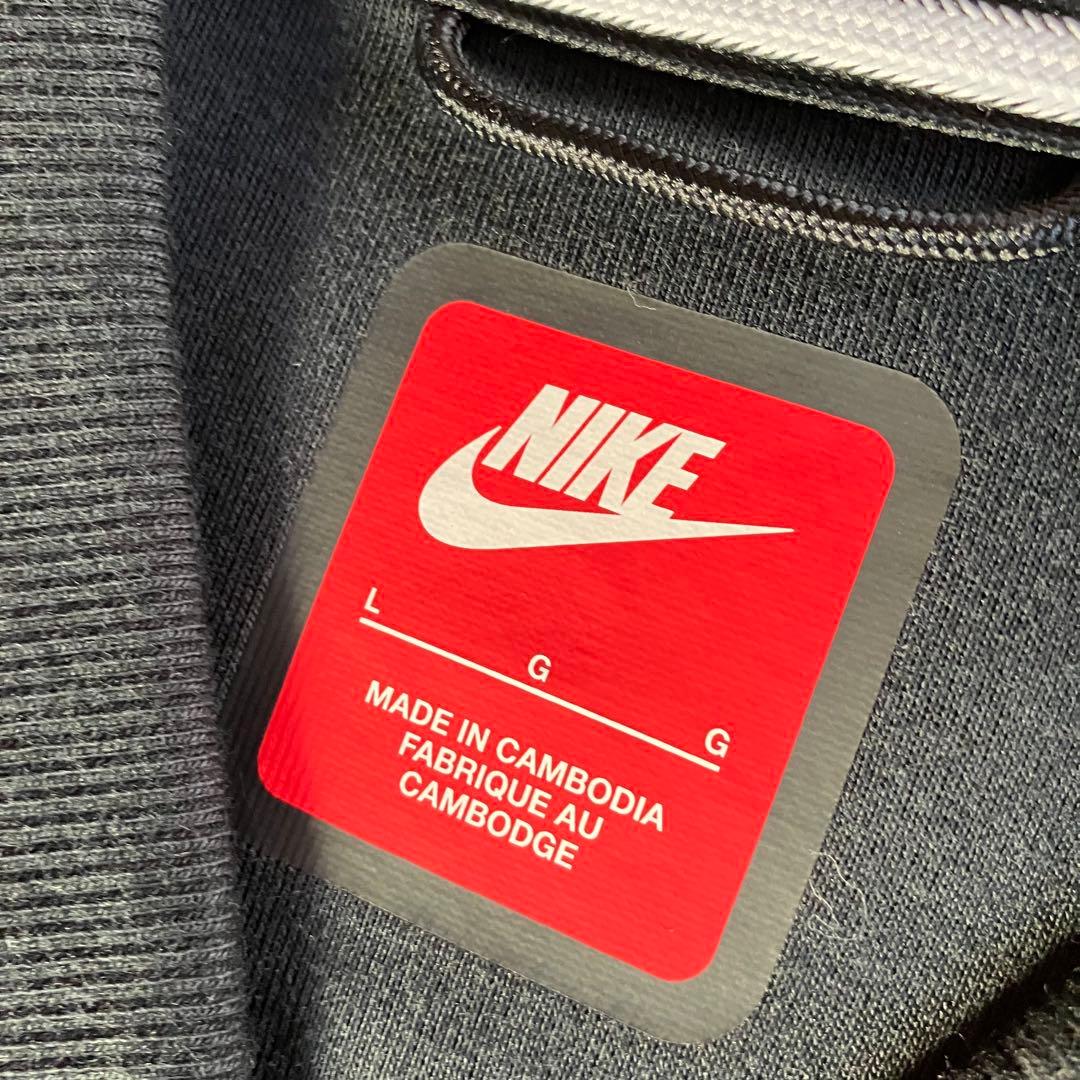 NIKE
L
G
G
MADE IN CAMBODIA
FABRIQUE AU
CAMBODGE